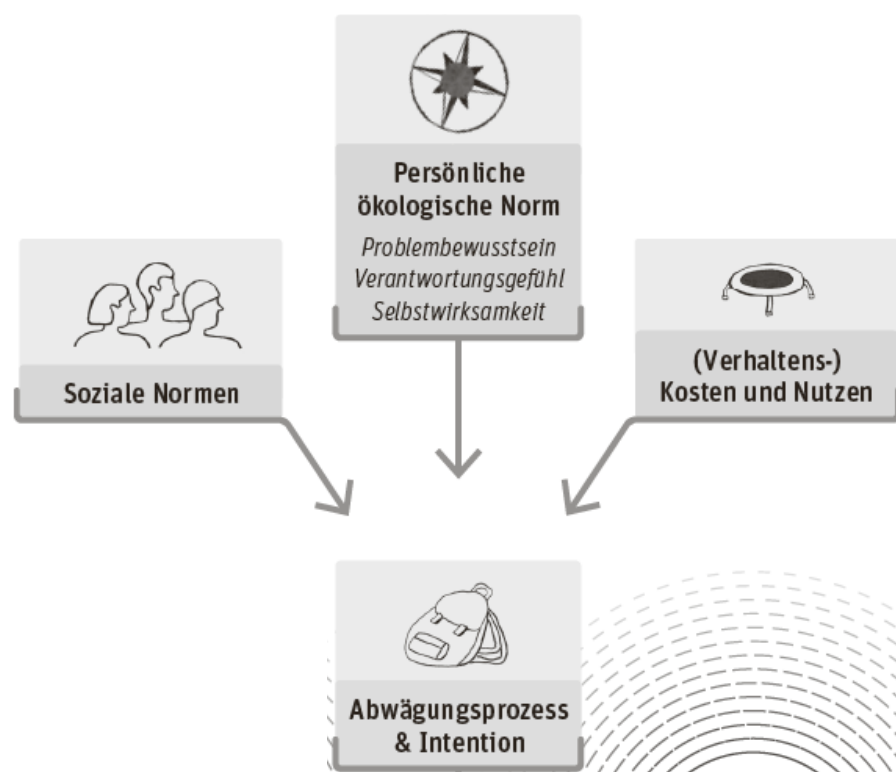 Persönliche
ökologische Norm
Problembewusstsein
Verantwortungsgefühl
Selbstwirksamkeit
Soziale Normen
(Verhaltens-)
Kosten und Nutzen
Abwägungsprozess
& Intention